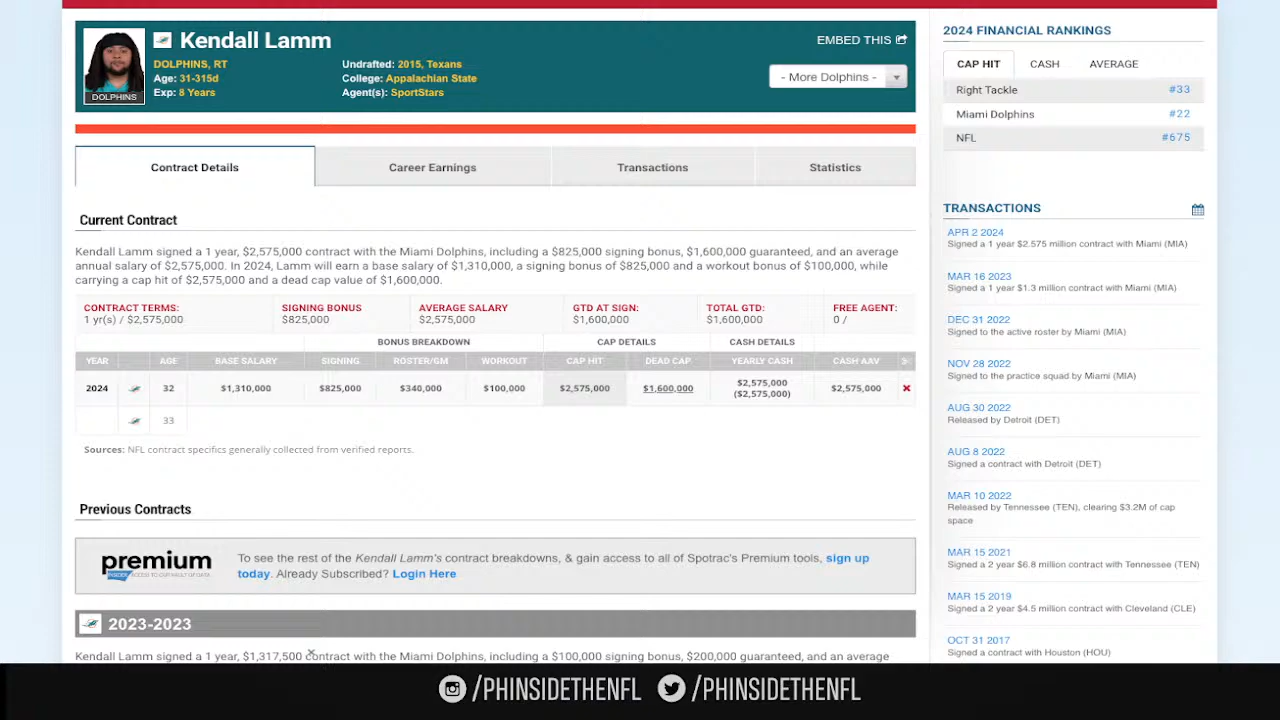 Kendall Lamm
EMBED THIS
DOLPHINS, RT
Age: 31-315d
Exp: 8 Years
Undrafted: 2015, Texans
College: Appalachian State
Agent(s): SportStars
- More Dolphins -
DOLPHINS
Contract Details
Career Earnings
Transactions
Statistics
Current Contract
Kendall Lamm signed a 1 year, $2,575,000 contract with the Miami Dolphins, including a $825,000 signing bonus, $1,600,000 guaranteed, and an average
annual salary of $2,575,000. In 2024, Lamm will earn a base salary of $1,310,000, a signing bonus of $825,000 and a workout bonus of $100,000, while
carrying a cap hit of $2,575,000 and a dead cap value of $1,600,000.
CONTRACT TERMS: SIGNING BONUS AVERAGE SALARY GTD AT SIGN: TOTAL GTD: FREE AGENT:
1 yr(s) / $2,575,000 $825,000 $2,575,000 $1,600,000 $1,600,000 0 /
BONUS BREAKDOWN CAP DETAILS CASH DETAILS
YEAR AGE BASE SALARY SIGNING ROSTER/GM WORKOUT CAP HIT DEAD CAP YEARLY CASH CASH AAV
2024 32 $1,310,000 $825,000 $340,000 $100,000 $2,575,000 $1,600,000 $2,575,000 ($2,575,000) $2,575,000
33
Sources: NFL contract specifics generally collected from verified reports.
Previous Contracts
premium
To see the rest of the Kendall Lamm's contract breakdowns, & gain access to all of Spotrac's Premium tools, sign up
today. Already Subscribed? Login Here
2023-2023
Kendall Lamm signed a 1 year, $1,317,500 contract with the Miami Dolphins, including a $100,000 signing bonus, $200,000 guaranteed, and an average
2024 FINANCIAL RANKINGS
CAP HIT CASH AVERAGE
Right Tackle #33
Miami Dolphins #22
NFL #675
TRANSACTIONS
APR 2 2024
Signed a 1 year $2.575 million contract with Miami (MIA)
MAR 16 2023
Signed a 1 year $1.3 million contract with Miami (MIA)
DEC 31 2022
Signed to the active roster by Miami (MIA)
NOV 28 2022
Signed to the practice squad by Miami (MIA)
AUG 30 2022
Released by Detroit (DET)
AUG 8 2022
Signed a contract with Detroit (DET)
MAR 10 2022
Released by Tennessee (TEN), clearing $3.2M of cap
space
MAR 15 2021
Signed a 2 year $6.8 million contract with Tennessee (TEN)
MAR 15 2019
Signed a 2 year $4.5 million contract with Cleveland (CLE)
OCT 31 2017
Signed a contract with Houston (HOU)
/PHINSIDETHENFL /PHINSIDETHENFL